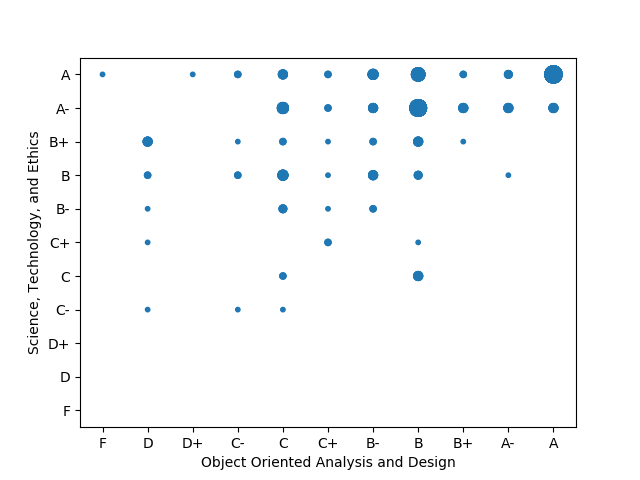 A
A-
B+
B
B-
C+
C
C-
D+
D
F
Science, Technology, and Ethics
F D D+ C- C C+ B- B B+ A- A
Object Oriented Analysis and Design